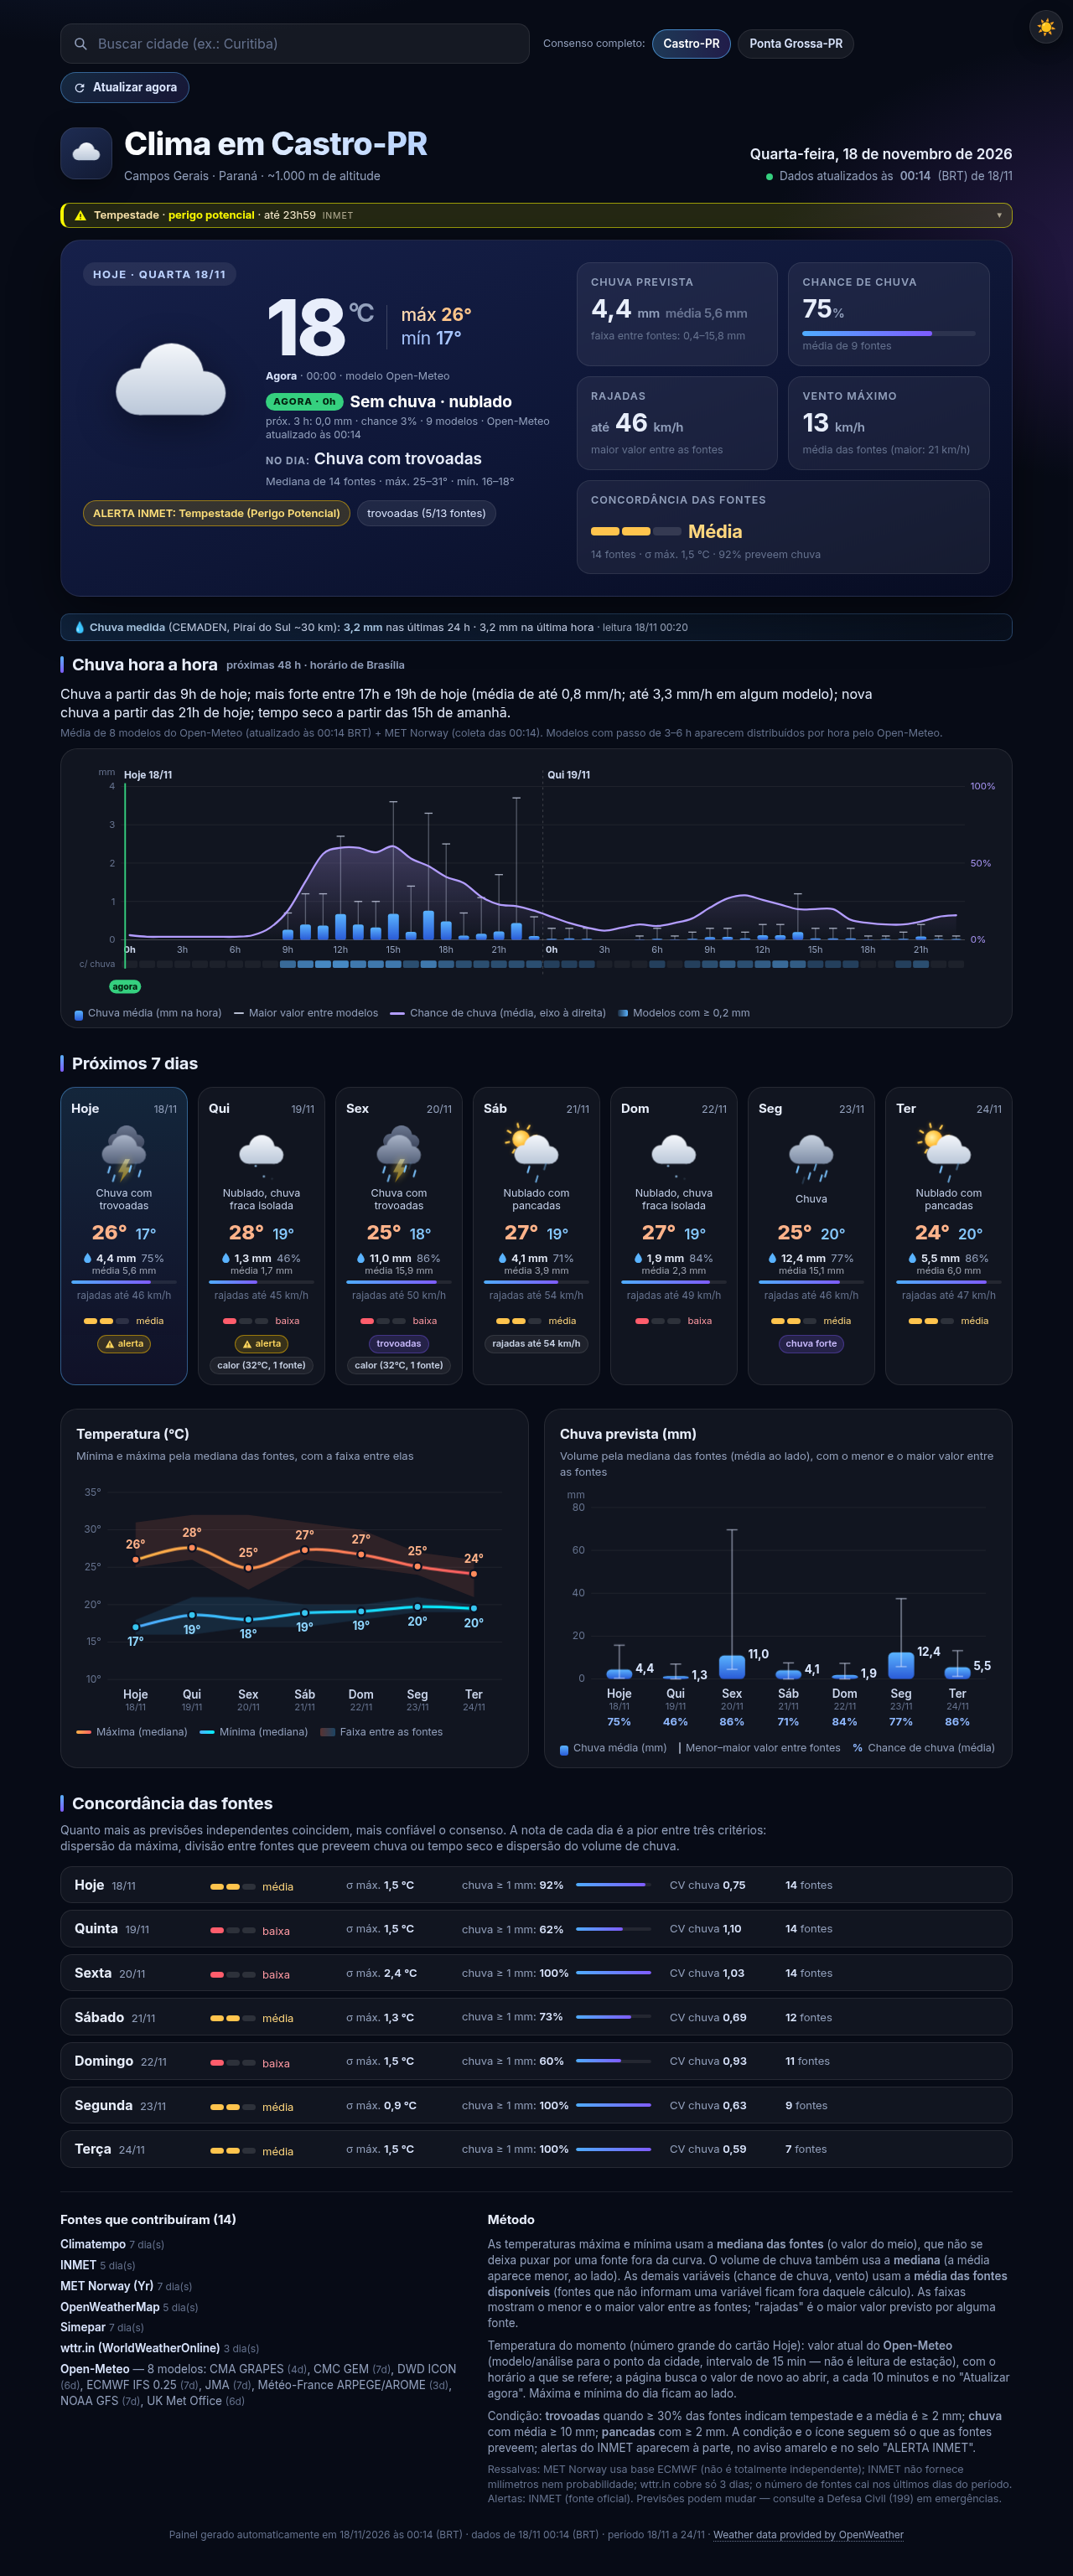 Buscar cidade (ex.: Curitiba)
Consenso completo: Castro-PR Ponta Grossa-PR
Atualizar agora
Clima em Castro-PR
Campos Gerais · Paraná · ~1.000 m de altitude
Quarta-feira, 18 de novembro de 2026
Dados atualizados às 00:14 (BRT) de 18/11
Tempestade · perigo potencial · até 23h59 INMET
HOJE · QUARTA 18/11
18°C
máx 26°
mín 17°
Agora · 00:00 · modelo Open-Meteo
AGORA · 0h Sem chuva · nublado
próx. 3 h: 0,0 mm · chance 3% · 9 modelos · Open-Meteo
atualizado às 00:14
NO DIA: Chuva com trovoadas
Mediana de 14 fontes · máx. 25–31° · mín. 16–18°
ALERTA INMET: Tempestade (Perigo Potencial) trovoadas (5/13 fontes)
CHUVA PREVISTA
4,4 mm média 5,6 mm
faixa entre fontes: 0,4–15,8 mm
CHANCE DE CHUVA
75%
média de 9 fontes
RAJADAS
até 46 km/h
maior valor entre as fontes
VENTO MÁXIMO
13 km/h
média das fontes (maior: 21 km/h)
CONCORDÂNCIA DAS FONTES
Média
14 fontes · σ máx. 1,5 °C · 92% preveem chuva
Chuva medida (CEMADEN, Piraí do Sul ~30 km): 3,2 mm nas últimas 24 h · 3,2 mm na última hora · leitura 18/11 00:20
Chuva hora a hora próximas 48 h · horário de Brasília
Chuva a partir das 9h de hoje; mais forte entre 17h e 19h de hoje (média de até 0,8 mm/h; até 3,3 mm/h em algum modelo); nova
chuva a partir das 21h de hoje; tempo seco a partir das 15h de amanhã.
Média de 8 modelos do Open-Meteo (atualizado às 00:14 BRT) + MET Norway (coleta das 00:14). Modelos com passo de 3–6 h aparecem distribuídos por hora pelo Open-Meteo.
mm Hoje 18/11 Qui 19/11
4 100%
3
2 50%
1
0 0%
0h 3h 6h 9h 12h 15h 18h 21h 0h 3h 6h 9h 12h 15h 18h 21h
c/ chuva
agora
Chuva média (mm na hora) Maior valor entre modelos Chance de chuva (média, eixo à direita) Modelos com ≥ 0,2 mm
Próximos 7 dias
Hoje 18/11
Chuva com
trovoadas
26° 17°
4,4 mm 75%
média 5,6 mm
rajadas até 46 km/h
média
alerta
Qui 19/11
Nublado, chuva
fraca isolada
28° 19°
1,3 mm 46%
média 1,7 mm
rajadas até 45 km/h
baixa
alerta
calor (32°C, 1 fonte)
Sex 20/11
Chuva com
trovoadas
25° 18°
11,0 mm 86%
média 15,9 mm
rajadas até 50 km/h
baixa
trovoadas
calor (32°C, 1 fonte)
Sáb 21/11
Nublado com
pancadas
27° 19°
4,1 mm 71%
média 3,9 mm
rajadas até 54 km/h
média
rajadas até 54 km/h
Dom 22/11
Nublado, chuva
fraca isolada
27° 19°
1,9 mm 84%
média 2,3 mm
rajadas até 49 km/h
baixa
Seg 23/11
Chuva
25° 20°
12,4 mm 77%
média 15,1 mm
rajadas até 46 km/h
média
chuva forte
Ter 24/11
Nublado com
pancadas
24° 20°
5,5 mm 86%
média 6,0 mm
rajadas até 47 km/h
média
Temperatura (°C)
Mínima e máxima pela mediana das fontes, com a faixa entre elas
35°
30°
25°
20°
15°
10°
26° 28° 25° 27° 27° 25° 24°
17° 19° 18° 19° 19° 20° 20°
Hoje Qui Sex Sáb Dom Seg Ter
18/11 19/11 20/11 21/11 22/11 23/11 24/11
Máxima (mediana) Mínima (mediana) Faixa entre as fontes
Chuva prevista (mm)
Volume pela mediana das fontes (média ao lado), com o menor e o maior valor entre
as fontes
mm
80
60
40
20
0
4,4 1,3 11,0 4,1 1,9 12,4 5,5
Hoje Qui Sex Sáb Dom Seg Ter
18/11 19/11 20/11 21/11 22/11 23/11 24/11
75% 46% 86% 71% 84% 77% 86%
Chuva média (mm) Menor–maior valor entre fontes % Chance de chuva (média)
Concordância das fontes
Quanto mais as previsões independentes coincidem, mais confiável o consenso. A nota de cada dia é a pior entre três critérios:
dispersão da máxima, divisão entre fontes que preveem chuva ou tempo seco e dispersão do volume de chuva.
Hoje 18/11 média σ máx. 1,5 °C chuva ≥ 1 mm: 92% CV chuva 0,75 14 fontes
Quinta 19/11 baixa σ máx. 1,5 °C chuva ≥ 1 mm: 62% CV chuva 1,10 14 fontes
Sexta 20/11 baixa σ máx. 2,4 °C chuva ≥ 1 mm: 100% CV chuva 1,03 14 fontes
Sábado 21/11 média σ máx. 1,3 °C chuva ≥ 1 mm: 73% CV chuva 0,69 12 fontes
Domingo 22/11 baixa σ máx. 1,5 °C chuva ≥ 1 mm: 60% CV chuva 0,93 11 fontes
Segunda 23/11 média σ máx. 0,9 °C chuva ≥ 1 mm: 100% CV chuva 0,63 9 fontes
Terça 24/11 média σ máx. 1,5 °C chuva ≥ 1 mm: 100% CV chuva 0,59 7 fontes
Fontes que contribuíram (14)
Climatempo 7 dia(s)
INMET 5 dia(s)
MET Norway (Yr) 7 dia(s)
OpenWeatherMap 5 dia(s)
Simepar 7 dia(s)
wttr.in (WorldWeatherOnline) 3 dia(s)
Open-Meteo — 8 modelos: CMA GRAPES (4d), CMC GEM (7d), DWD ICON
(6d), ECMWF IFS 0.25 (7d), JMA (7d), Météo-France ARPEGE/AROME (3d),
NOAA GFS (7d), UK Met Office (6d)
Método
As temperaturas máxima e mínima usam a mediana das fontes (o valor do meio), que não se
deixa puxar por uma fonte fora da curva. O volume de chuva também usa a mediana (a média
aparece menor, ao lado). As demais variáveis (chance de chuva, vento) usam a média das fontes
disponíveis (fontes que não informam uma variável ficam fora daquele cálculo). As faixas
mostram o menor e o maior valor entre as fontes; "rajadas" é o maior valor previsto por alguma
fonte.
Temperatura do momento (número grande do cartão Hoje): valor atual do Open-Meteo
(modelo/análise para o ponto da cidade, intervalo de 15 min — não é leitura de estação), com o
horário a que se refere; a página busca o valor de novo ao abrir, a cada 10 minutos e no "Atualizar
agora". Máxima e mínima do dia ficam ao lado.
Condição: trovoadas quando ≥ 30% das fontes indicam tempestade e a média é ≥ 2 mm; chuva
com média ≥ 10 mm; pancadas com ≥ 2 mm. A condição e o ícone seguem só o que as fontes
preveem; alertas do INMET aparecem à parte, no aviso amarelo e no selo "ALERTA INMET".
Ressalvas: MET Norway usa base ECMWF (não é totalmente independente); INMET não fornece
milímetros nem probabilidade; wttr.in cobre só 3 dias; o número de fontes cai nos últimos dias do período.
Alertas: INMET (fonte oficial). Previsões podem mudar — consulte a Defesa Civil (199) em emergências.
Painel gerado automaticamente em 18/11/2026 às 00:14 (BRT) · dados de 18/11 00:14 (BRT) · período 18/11 a 24/11 · Weather data provided by OpenWeather